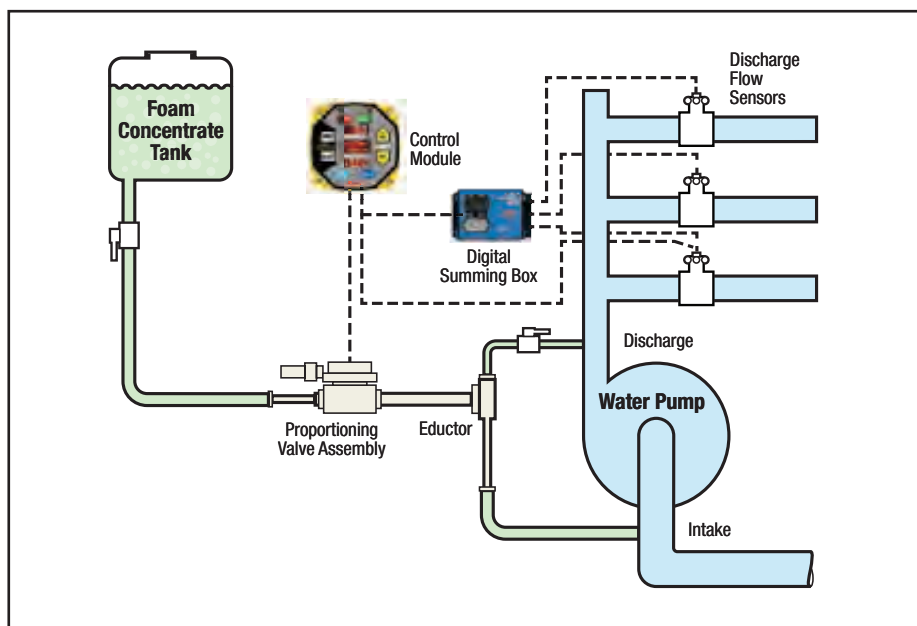 Foam
Concentrate
Tank
Control
Module
Digital
Summing Box
Discharge
Flow
Sensors
Discharge
Water Pump
Proportioning
Valve Assembly
Eductor
Intake